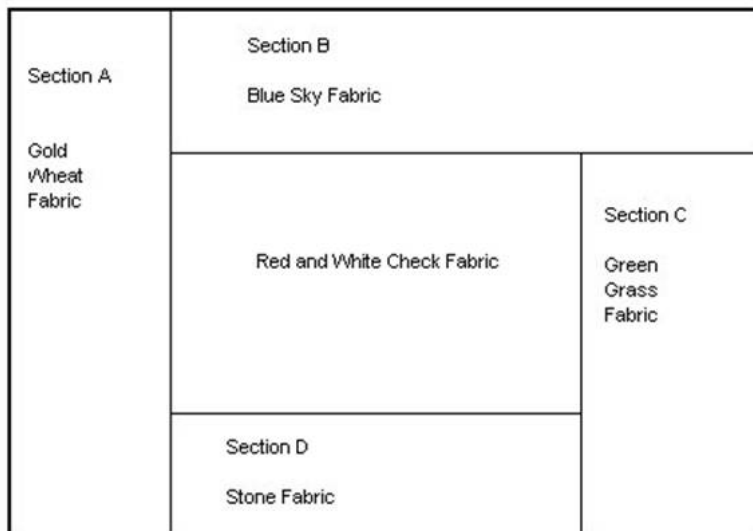 Section A
Gold
Wheat
Fabric
Section B
Blue Sky Fabric
Red and White Check Fabric
Section C
Green
Grass
Fabric
Section D
Stone Fabric